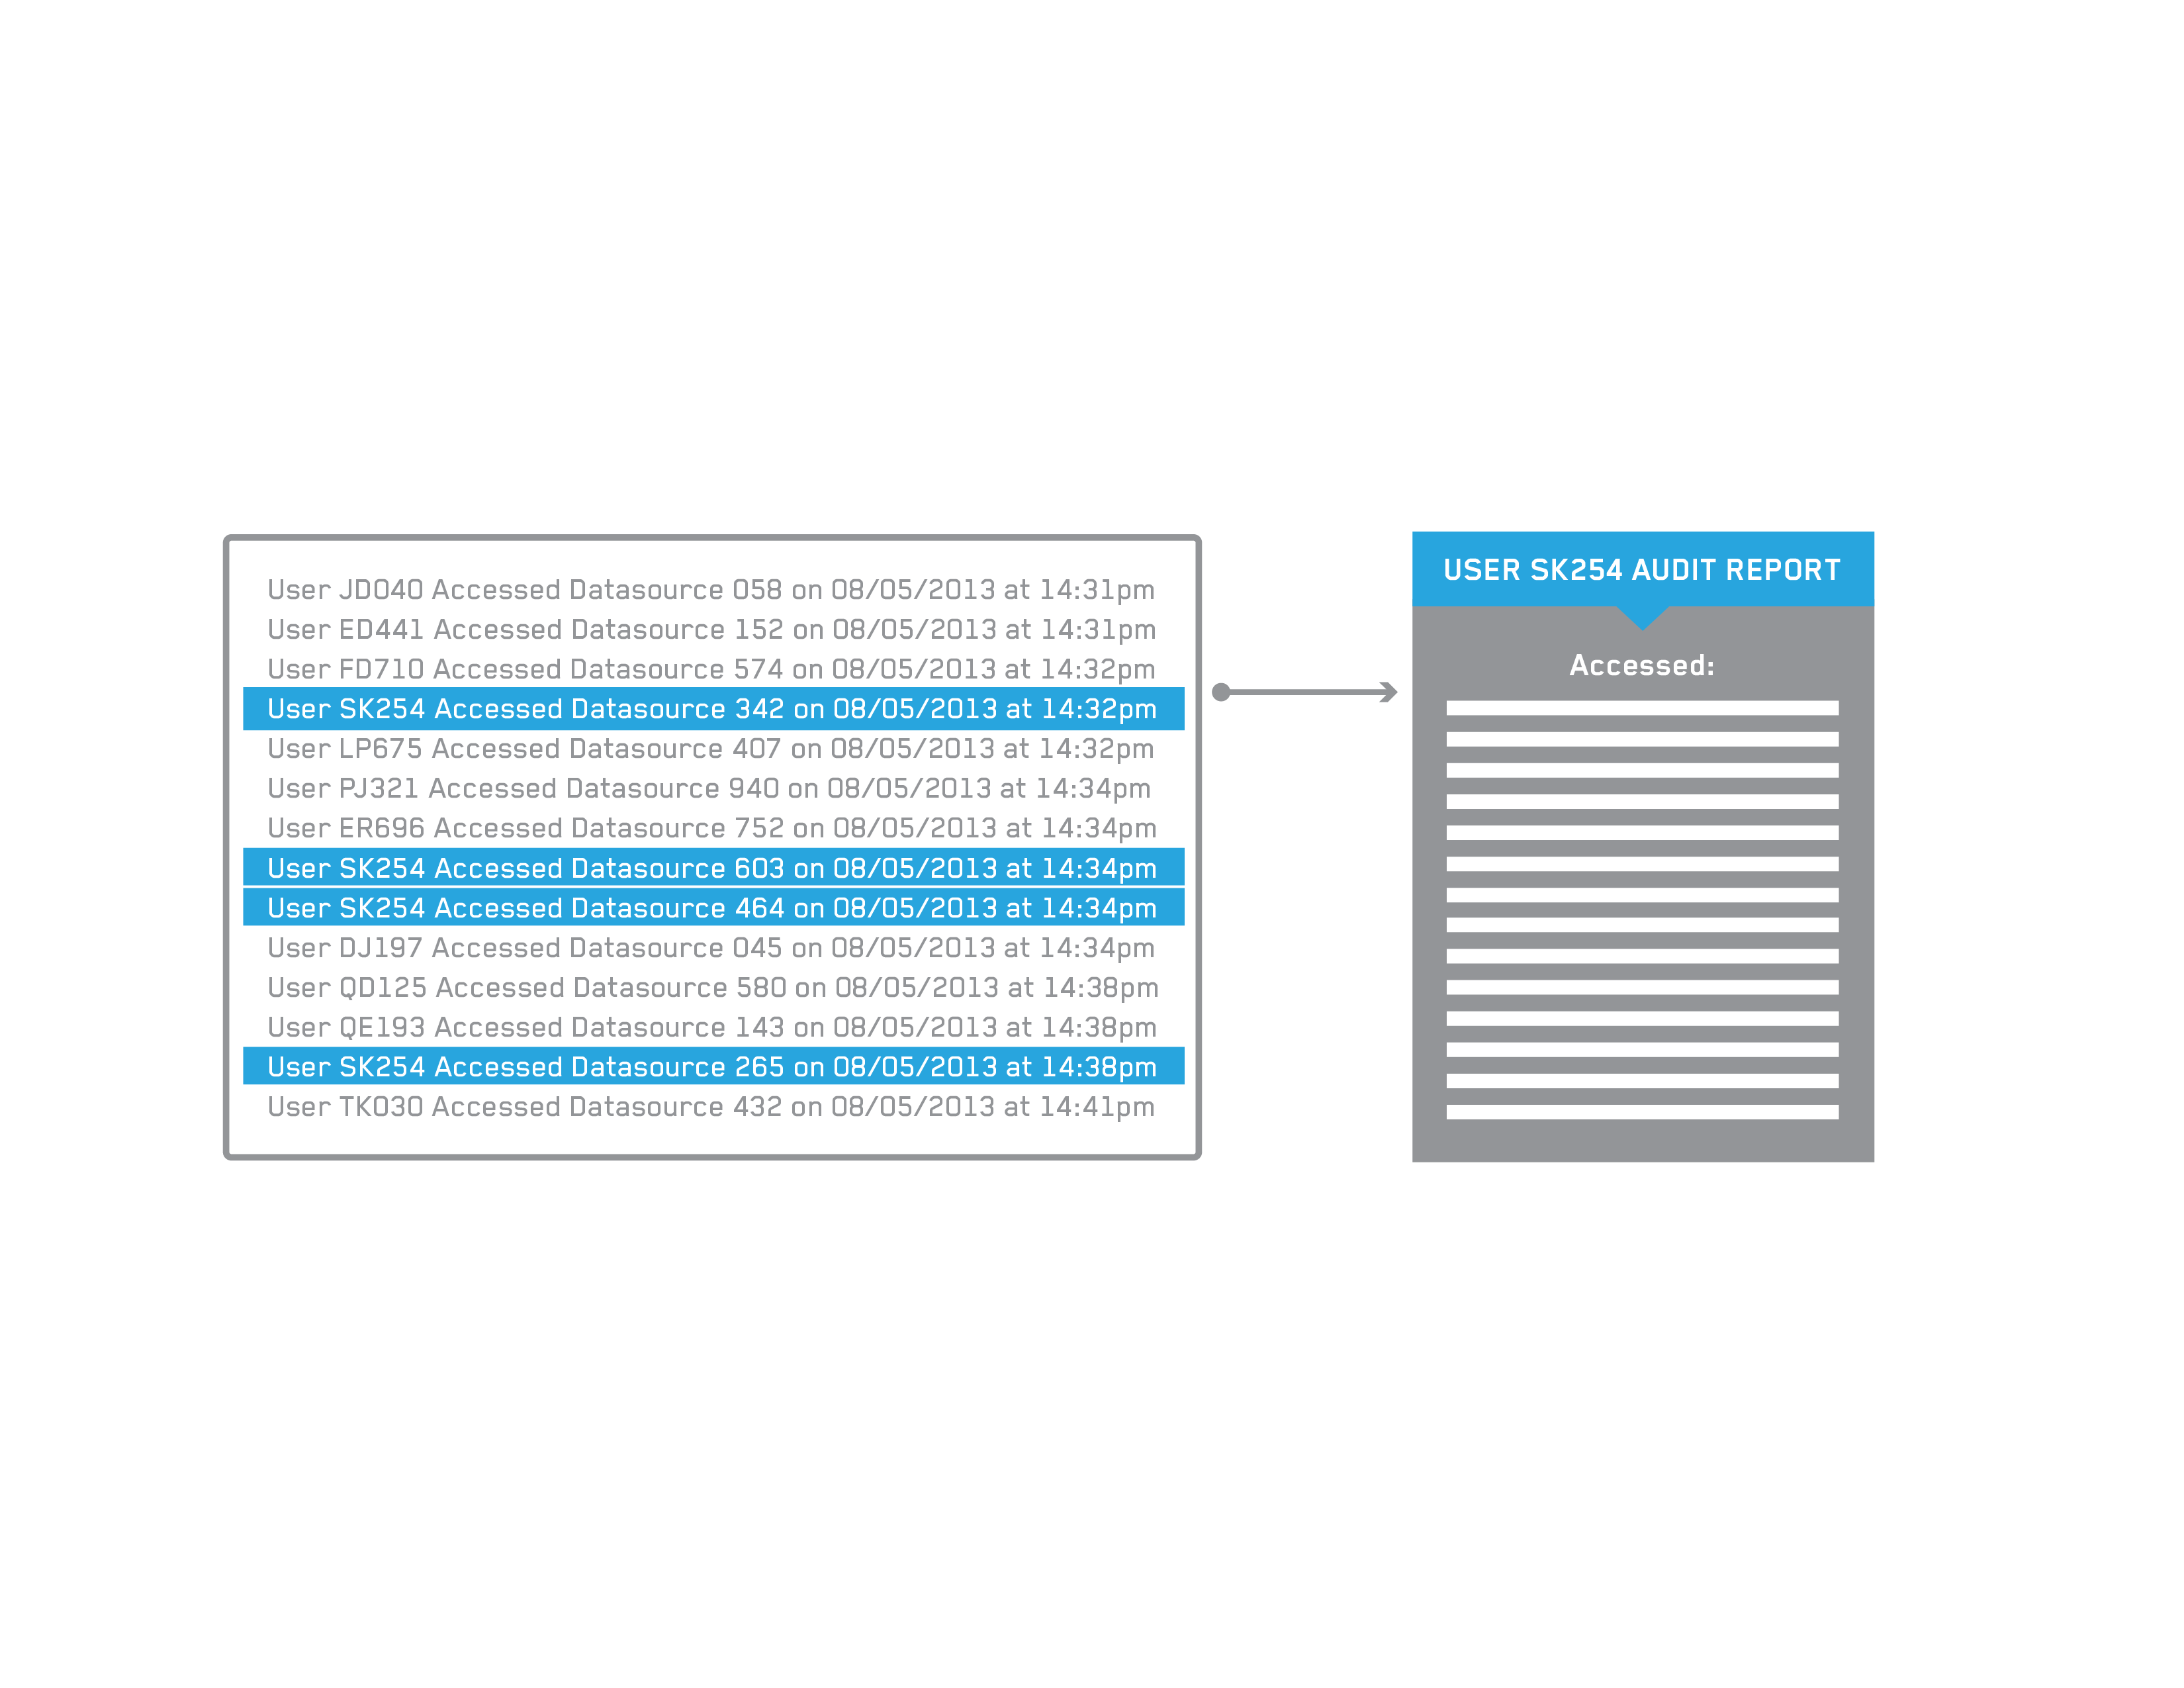 User JD040 Accessed Datasource 058 on 08/05/2013 at 14:31pm
User ED441 Accessed Datasource 152 on 08/05/2013 at 14:31pm
User FD710 Accessed Datasource 574 on 08/05/2013 at 14:32pm
User SK254 Accessed Datasource 342 on 08/05/2013 at 14:32pm
User LP675 Accessed Datasource 407 on 08/05/2013 at 14:32pm
User PJ321 Accessed Datasource 940 on 08/05/2013 at 14:34pm
User ER696 Accessed Datasource 752 on 08/05/2013 at 14:34pm
User SK254 Accessed Datasource 603 on 08/05/2013 at 14:34pm
User SK254 Accessed Datasource 464 on 08/05/2013 at 14:34pm
User DJ197 Accessed Datasource 045 on 08/05/2013 at 14:34pm
User QD125 Accessed Datasource 580 on 08/05/2013 at 14:38pm
User QE193 Accessed Datasource 143 on 08/05/2013 at 14:38pm
User SK254 Accessed Datasource 265 on 08/05/2013 at 14:38pm
User TK030 Accessed Datasource 432 on 08/05/2013 at 14:41pm
USER SK254 AUDIT REPORT
Accessed: